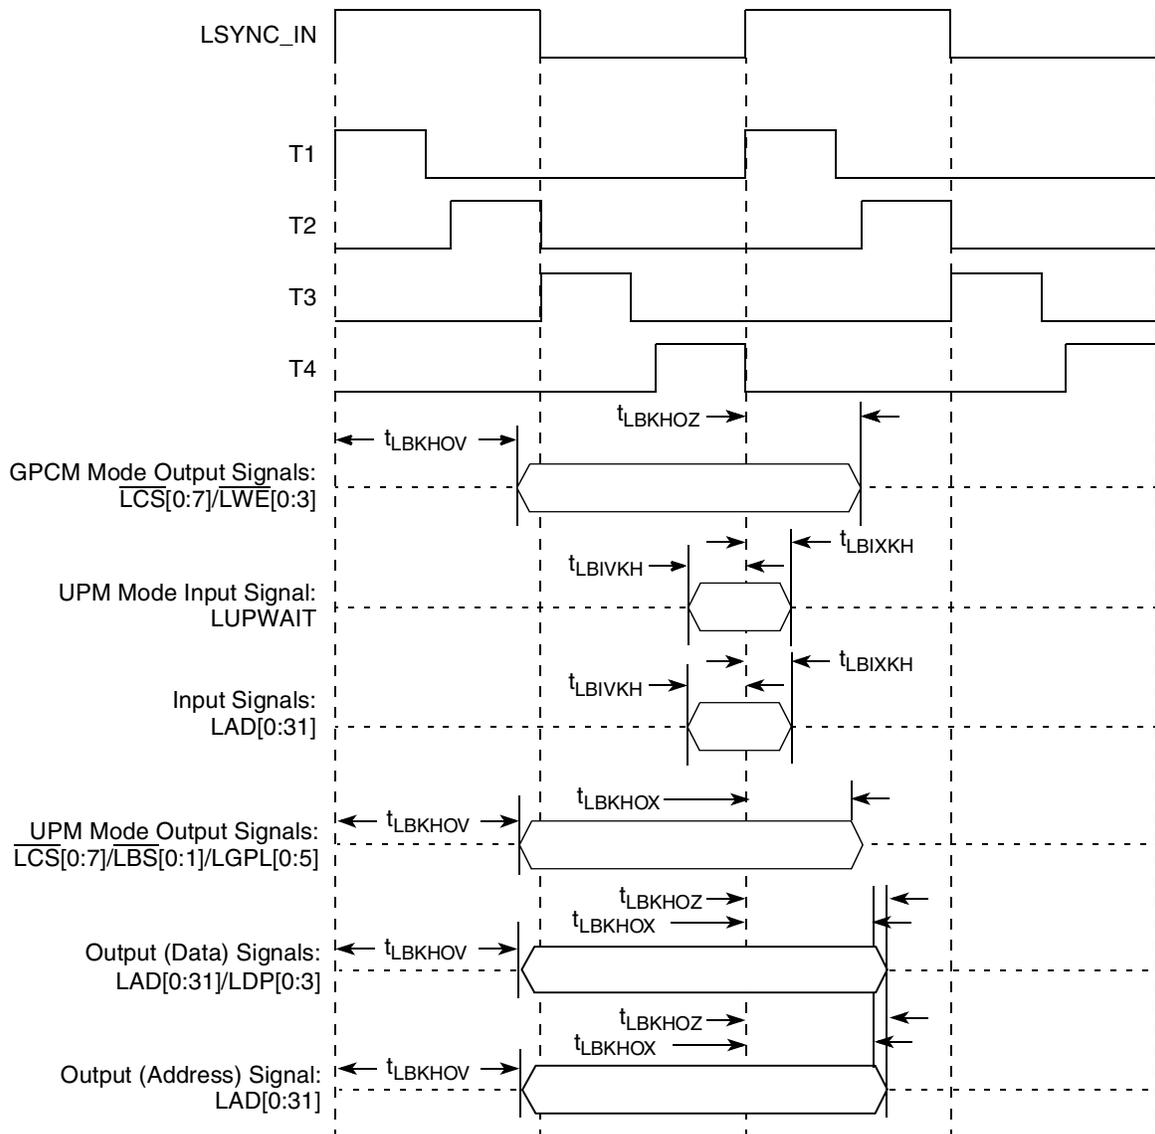 LSYNC_IN
T1
T2
T3
T4
tLBKHOZ
tLBKHOV
GPCM Mode Output Signals:
LCS[0:7]/LWE[0:3]
tLBIXKH
tLBIVKH
UPM Mode Input Signal:
LUPWAIT
tLBIXKH
tLBIVKH
Input Signals:
LAD[0:31]
tLBKHOX
tLBKHOV
UPM Mode Output Signals:
LCS[0:7]/LBS[0:1]/LGPL[0:5]
tLBKHOZ
tLBKHOX
tLBKHOV
Output (Data) Signals:
LAD[0:31]/LDP[0:3]
tLBKHOZ
tLBKHOX
tLBKHOV
Output (Address) Signal:
LAD[0:31]